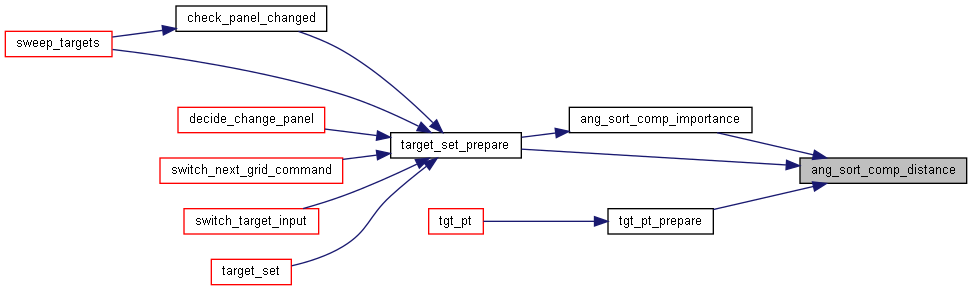 check_panel_changed
sweep_targets
decide_change_panel
ang_sort_comp_importance
target_set_prepare
switch_next_grid_command
ang_sort_comp_distance
switch_target_input
tgt_pt
tgt_pt_prepare
target_set